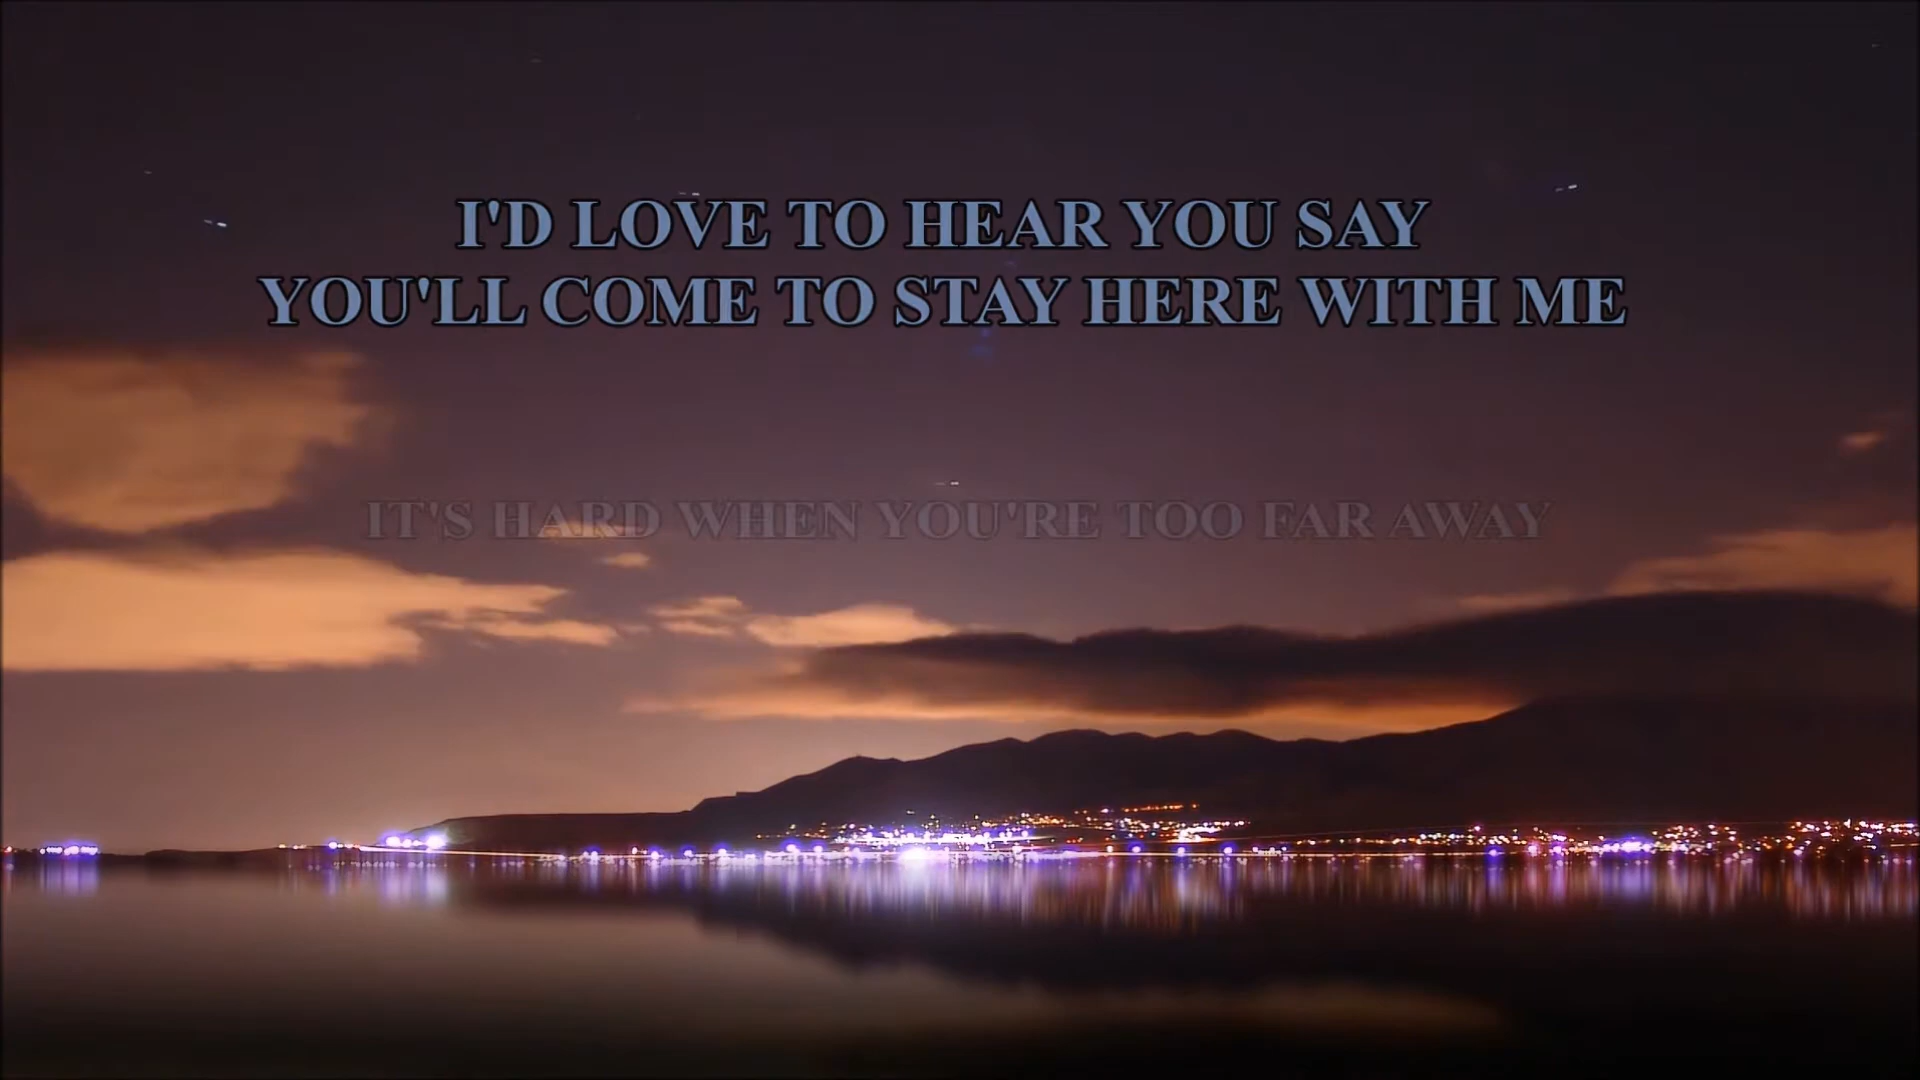 I'D LOVE TO HEAR YOU SAY
YOU'LL COME TO STAY HERE WITH ME
IT'S HARD WHEN YOU'RE TOO FAR AWAY